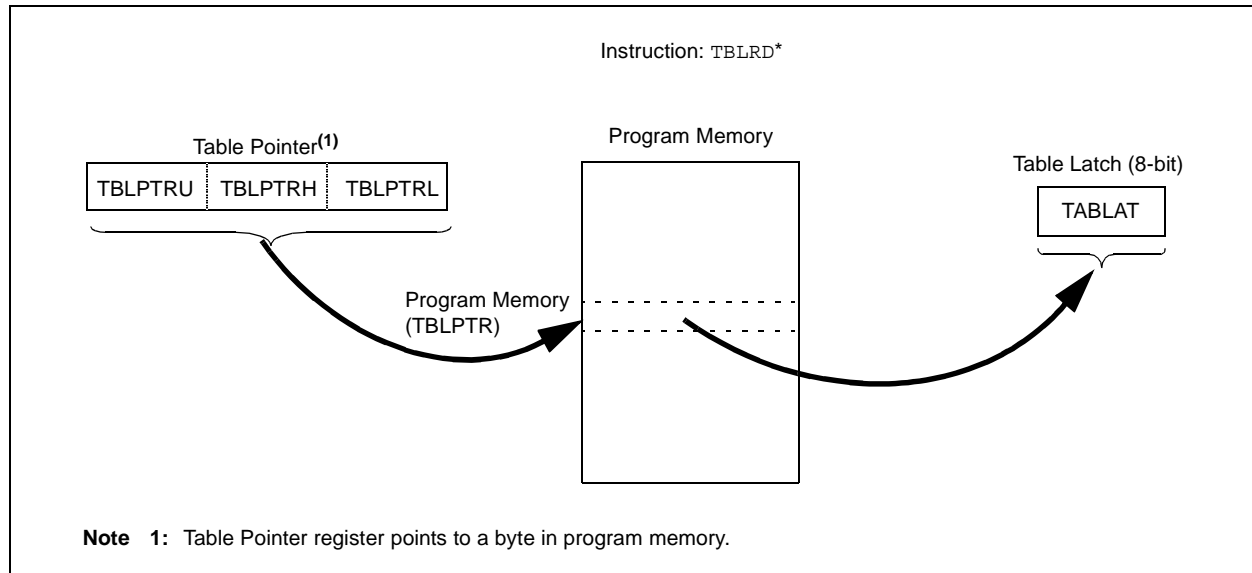 Instruction: TBLRD*
Table Pointer(1)
TBLPTRU TBLPTRH TBLPTRL
Program Memory
Table Latch (8-bit)
TABLAT
Program Memory
(TBLPTR)
Note 1: Table Pointer register points to a byte in program memory.